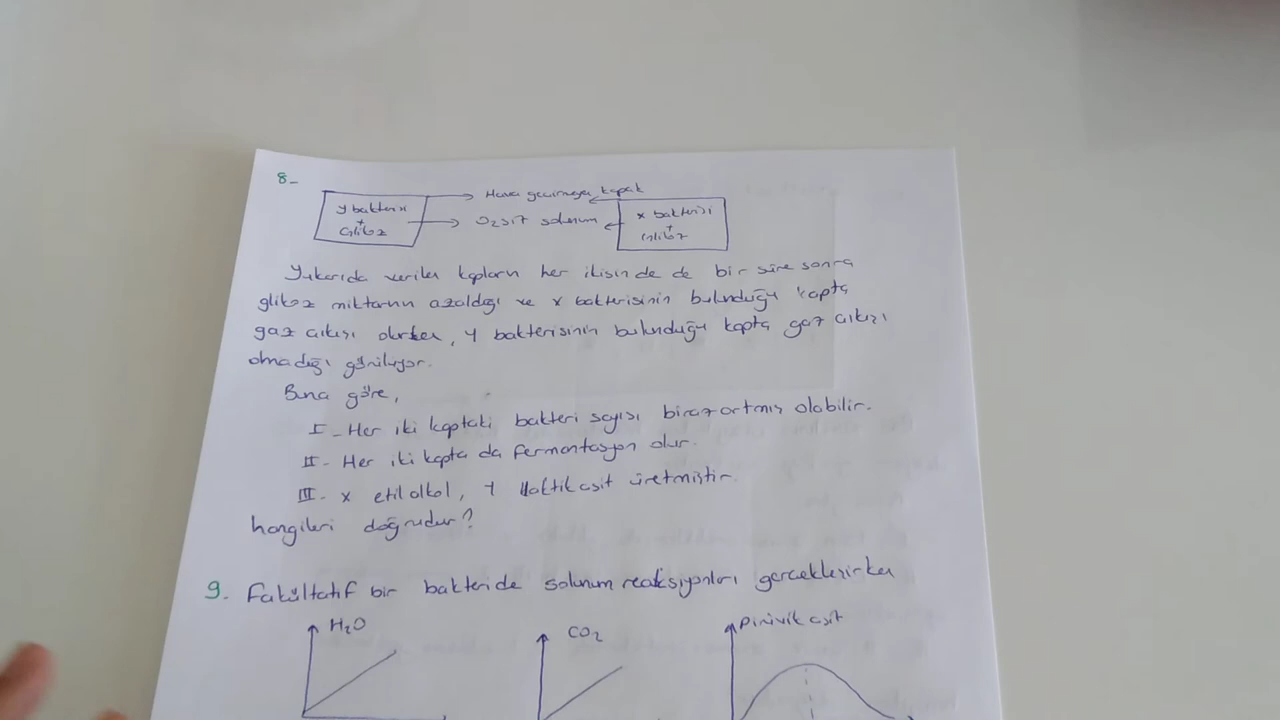 8-
Hava geçirmeyen kapak
y bakterisi
+
Glikoz
O2siz solunum
x bakterisi
+
Glikoz
Yukarıda verilen kapların her ikisinde de bir süre sonra
glikoz miktarının azaldığı ve x bakterisinin bulunduğu kapta
gaz çıkışı olurken, y bakterisinin bulunduğu kapta gaz çıkışı
olmadığı görülüyor.
Buna göre,
I - Her iki kaptaki bakteri sayısı biraz artmış olabilir.
II - Her iki kapta da fermantasyon olur.
III - x etil alkol, y laktik asit üretmiştir.
hangileri doğrudur?
9. Fakültatif bir bakteride solunum reaksiyonları gerçekleşirken
H2O
CO2
Pirüvik asit